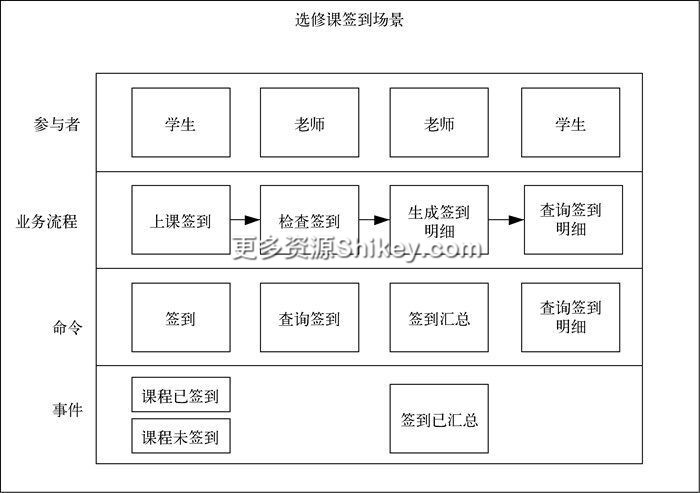 选修课签到场景
参与者
学生
老师
老师
学生
业务流程
上课签到
检查签到
生成签到
明细
查询签到
明细
更多资源Shikey.com
命令
签到
查询签到
签到汇总
查询签到
明细
事件
课程已签到
课程未签到
签到已汇总